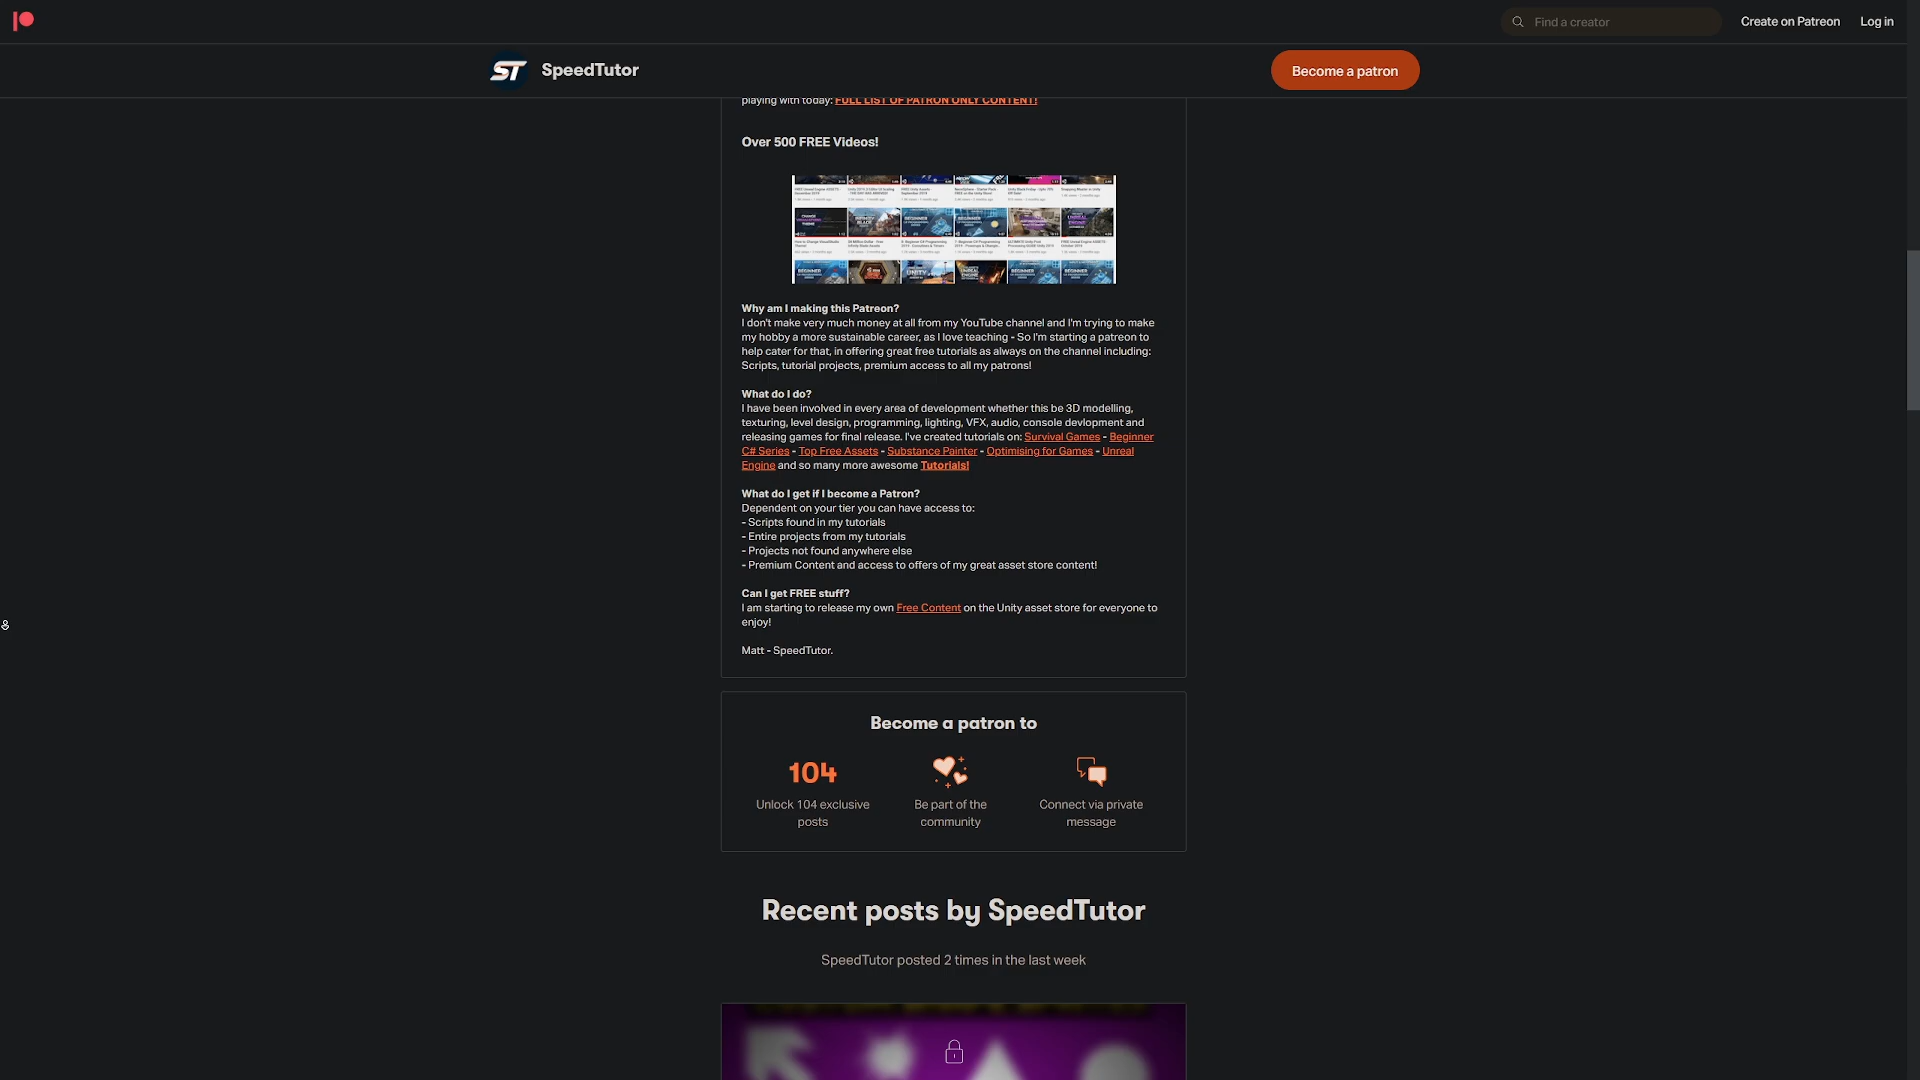 Find a creator
Create on Patreon
Log in
ST
SpeedTutor
Become a patron
playing with today: FULL LIST OF PATRON ONLY CONTENT!
Over 500 FREE Videos!
Why am I making this Patreon?
I don't make very much money at all from my YouTube channel and I'm trying to make
my hobby a more sustainable career, as I love teaching - So I'm starting a patreon to
help cater for that, in offering great free tutorials as always on the channel including:
Scripts, tutorial projects, premium access to all my patrons!
What do I do?
I have been involved in every area of development whether this be 3D modelling,
texturing, level design, programming, lighting, VFX, audio, console devlopment and
releasing games for final release. I've created tutorials on: Survival Games - Beginner
C# Series - Top Free Assets - Substance Painter - Optimising for Games - Unreal
Engine and so many more awesome Tutorials!
What do I get if I become a Patron?
Dependent on your tier you can have access to:
- Scripts found in my tutorials
- Entire projects from my tutorials
- Projects not found anywhere else
- Premium Content and access to offers of my great asset store content!
Can I get FREE stuff?
I am starting to release my own Free Content on the Unity asset store for everyone to
enjoy!
Matt - SpeedTutor.
Become a patron to
104
Unlock 104 exclusive
posts
Be part of the
community
Connect via private
message
Recent posts by SpeedTutor
SpeedTutor posted 2 times in the last week